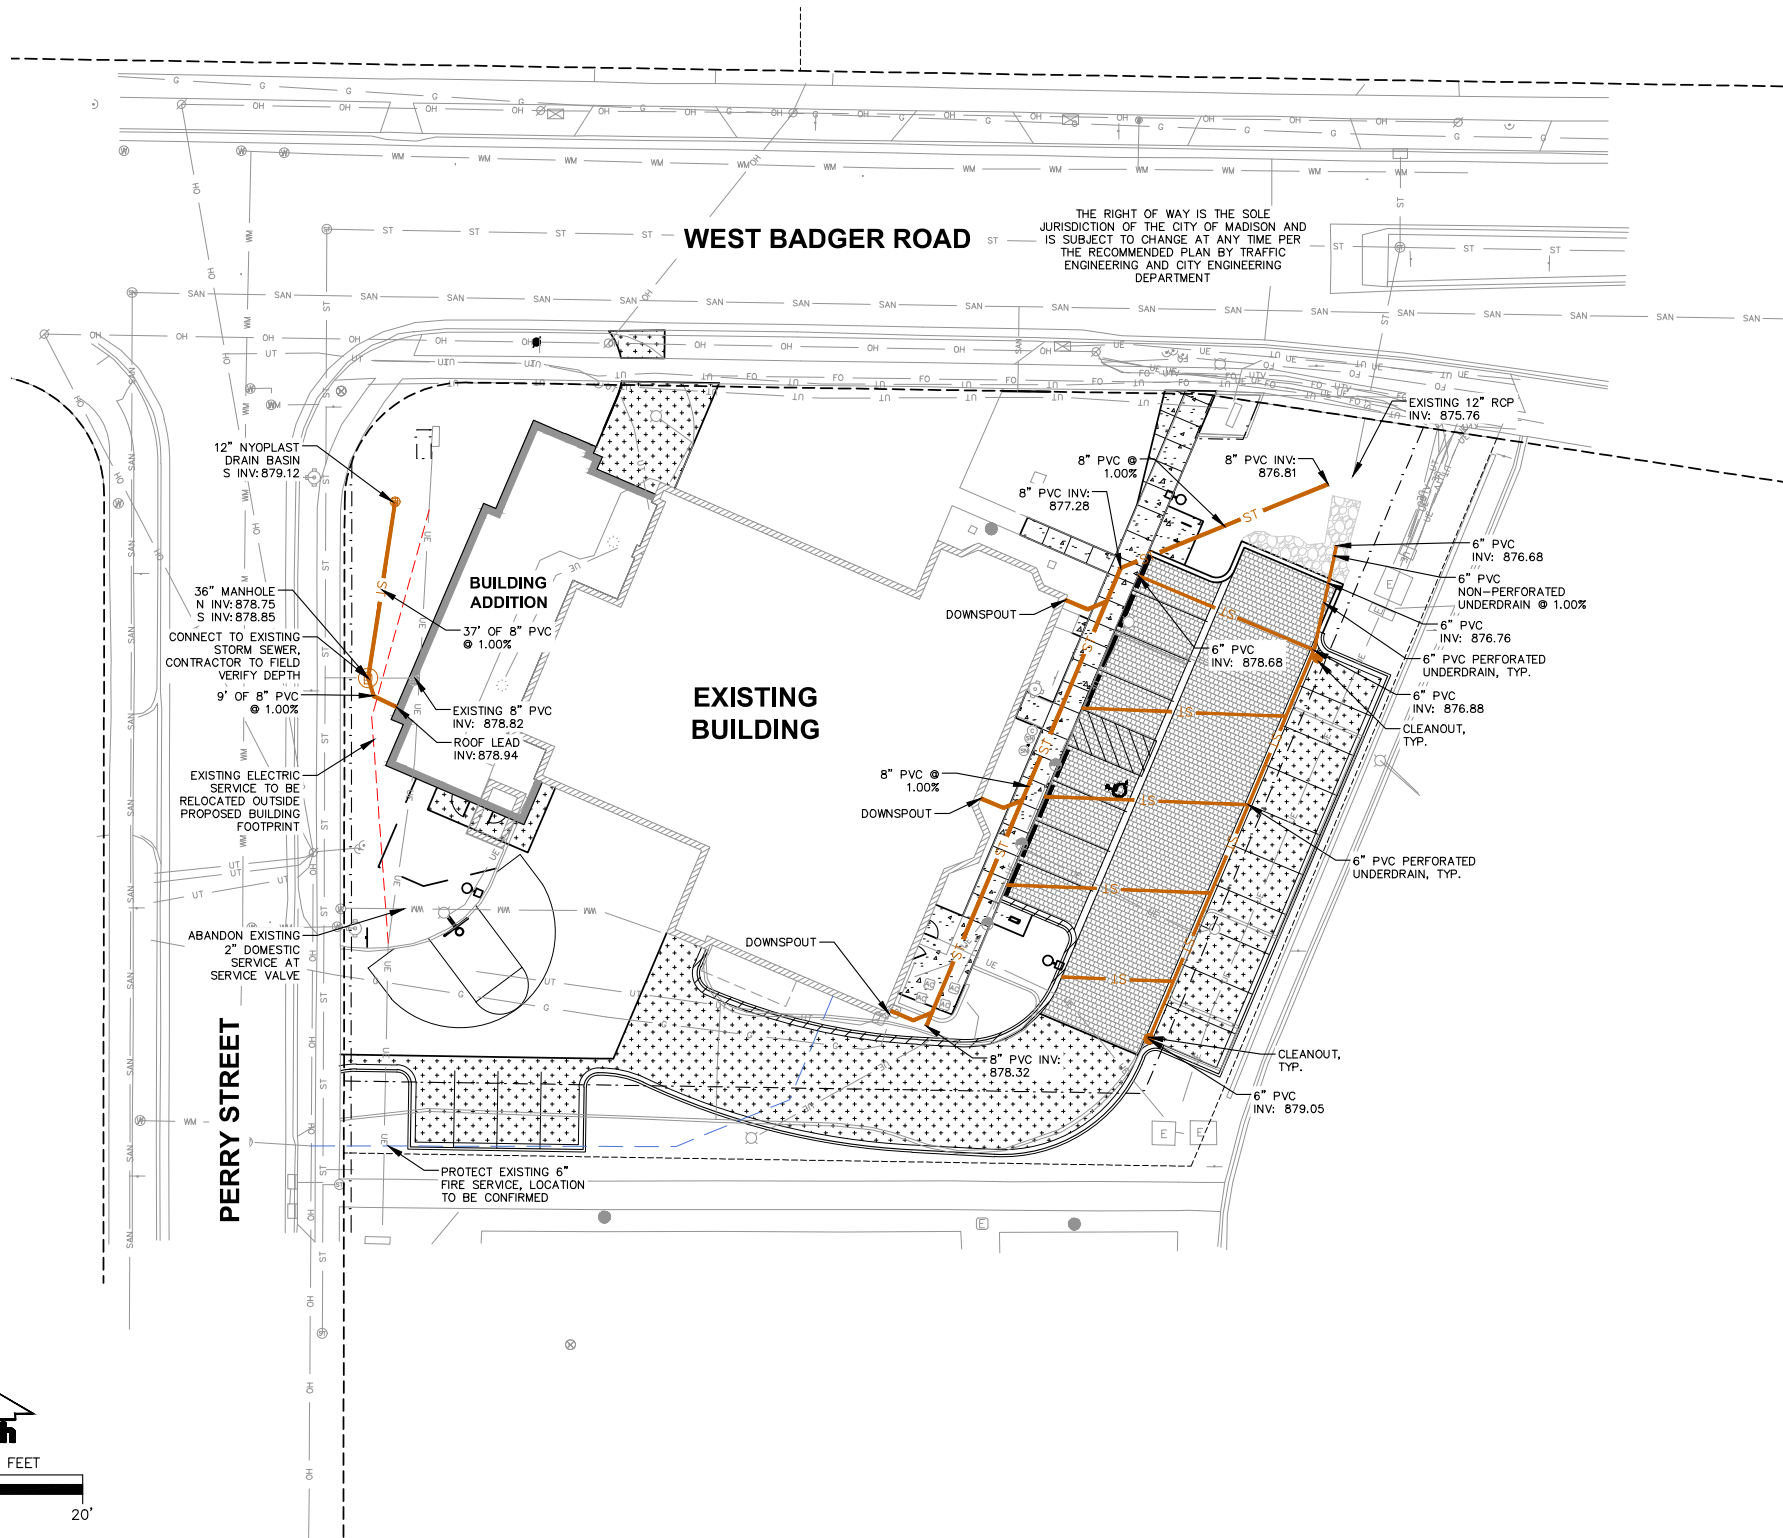 WEST BADGER ROAD
THE RIGHT OF WAY IS THE SOLE
JURISDICTION OF THE CITY OF MADISON AND
IS SUBJECT TO CHANGE AT ANY TIME PER
THE RECOMMENDED PLAN BY TRAFFIC
ENGINEERING AND CITY ENGINEERING
DEPARTMENT
EXISTING 12" RCP
INV: 875.76
12" NYOPLAST
DRAIN BASIN
S INV:879.12
8" PVC @
1.00%
8" PVC INV:
876.81
8" PVC INV:
877.28
6" PVC
INV: 876.68
6" PVC
NON-PERFORATED
UNDERDRAIN @ 1.00%
BUILDING
ADDITION
36" MANHOLE
N INV:878.75
S INV:878.85
DOWNSPOUT
6" PVC
INV: 876.76
CONNECT TO EXISTING
STORM SEWER,
CONTRACTOR TO FIELD
VERIFY DEPTH
37' OF 8" PVC
@ 1.00%
6" PVC
INV: 878.68
6" PVC PERFORATED
UNDERDRAIN, TYP.
9' OF 8" PVC
@ 1.00%
EXISTING
BUILDING
6" PVC
INV: 876.88
EXISTING 8" PVC
INV: 878.82
CLEANOUT,
TYP.
ROOF LEAD
INV:878.94
EXISTING ELECTRIC
SERVICE TO BE
RELOCATED OUTSIDE
PROPOSED BUILDING
FOOTPRINT
8" PVC @
1.00%
DOWNSPOUT
6" PVC PERFORATED
UNDERDRAIN, TYP.
ABANDON EXISTING
2" DOMESTIC
SERVICE AT
SERVICE VALVE
DOWNSPOUT
8" PVC INV:
878.32
CLEANOUT,
TYP.
6" PVC
INV: 879.05
PERRY STREET
PROTECT EXISTING 6"
FIRE SERVICE, LOCATION
TO BE CONFIRMED
FEET
20'